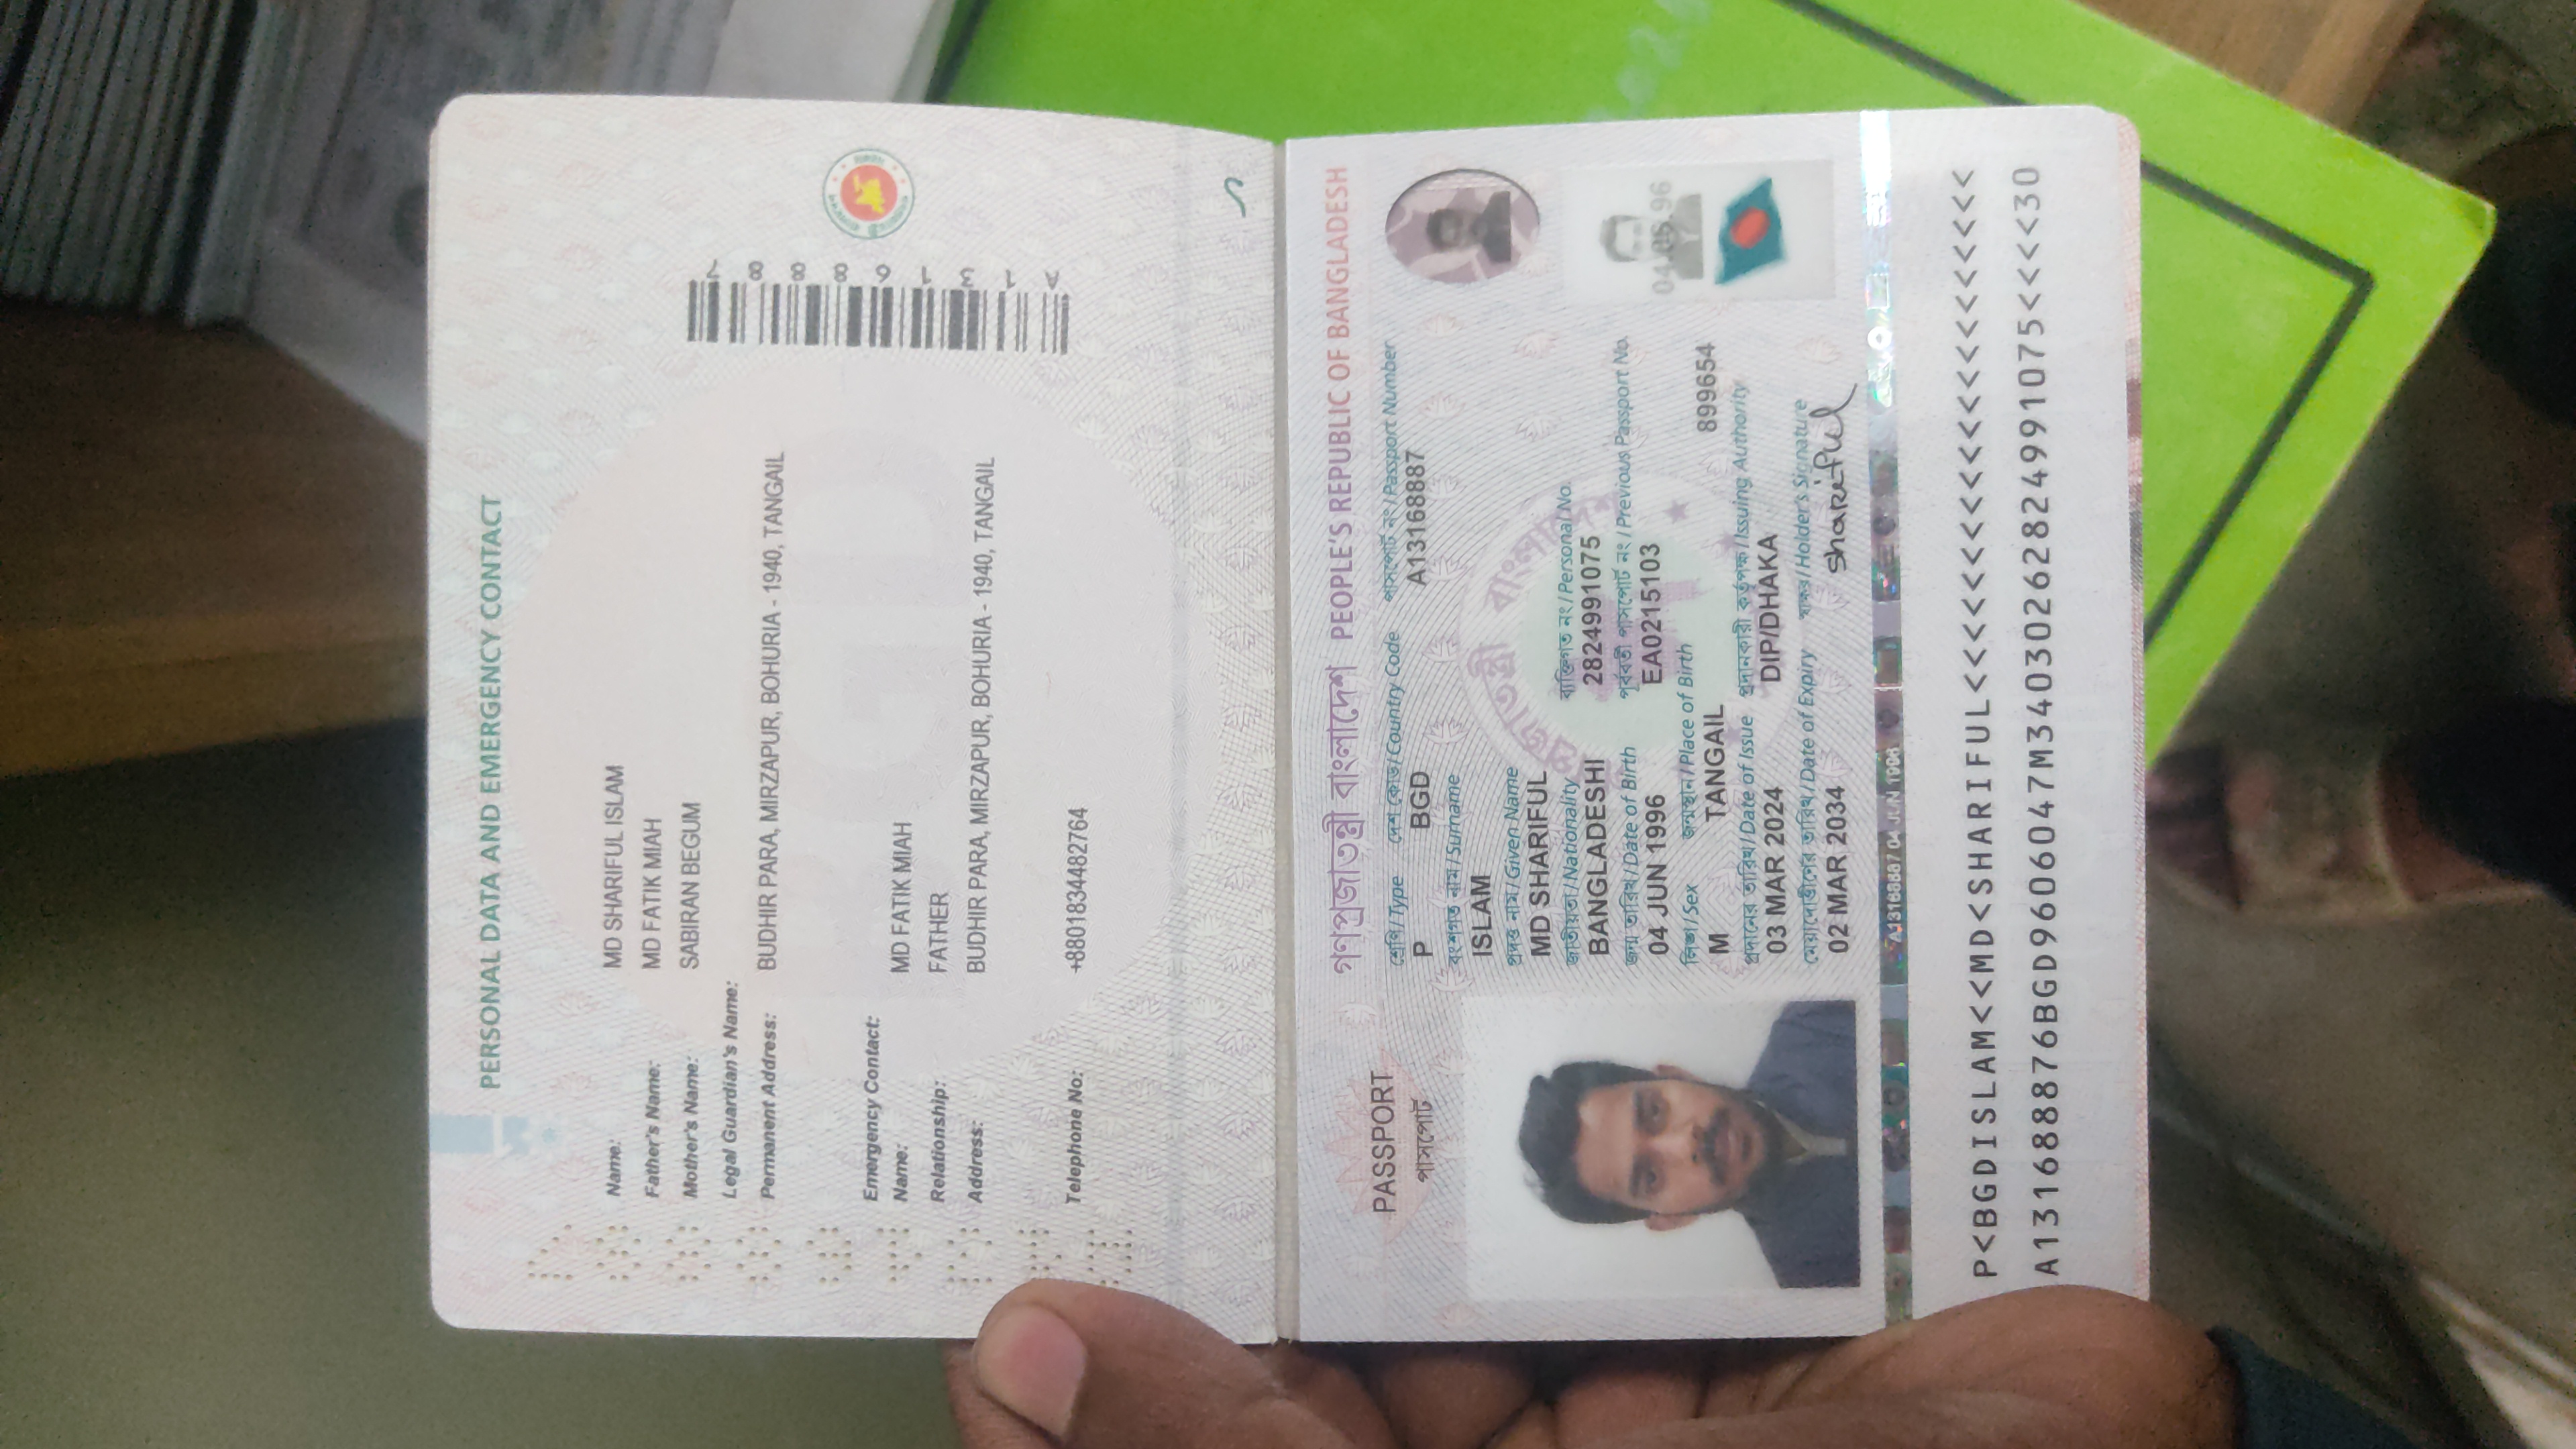 PERSONAL DATA AND EMERGENCY CONTACT
Name: MD SHARIFUL ISLAM
Father's Name: MD FATIK MIAH
Mother's Name: SABIRAN BEGUM
Legal Guardian's Name:
Permanent Address: BUDHIR PARA, MIRZAPUR, BOHURIA - 1940, TANGAIL
Emergency Contact:
Name: MD FATIK MIAH
Relationship: FATHER
Address: BUDHIR PARA, MIRZAPUR, BOHURIA - 1940, TANGAIL
Telephone No: +8801834482764
A13168887
গণপ্রজাতন্ত্রী বাংলাদেশ PEOPLE'S REPUBLIC OF BANGLADESH
PASSPORT
পাসপোর্ট
শ্রেণি/Type দেশ কোড/Country Code পাসপোর্ট নং/Passport Number
P BGD A13168887
বংশগত নাম/Surname
ISLAM
প্রদত্ত নাম/Given Name
MD SHARIFUL
জাতীয়তা/Nationality ব্যক্তিগত নং/Personal No.
BANGLADESHI 2824991075
জন্ম তারিখ/Date of Birth পূর্ববর্তী পাসপোর্ট নং/Previous Passport No.
04 JUN 1996 EA0215103
লিঙ্গ/Sex জন্মস্থান/Place of Birth
M TANGAIL 899654
প্রদানের তারিখ/Date of Issue প্রদানকারী কর্তৃপক্ষ/Issuing Authority
03 MAR 2024 DIP/DHAKA
মেয়াদোত্তীর্ণের তারিখ/Date of Expiry স্বাক্ষর/Holder's Signature
02 MAR 2034 shariful
A13168887 04 JUN 1996
P<BGDISLAM<<MD<SHARIFUL<<<<<<<<<<<<<<<<<<<<<
A131688876BGD9606047M34030262824991075<<<<30